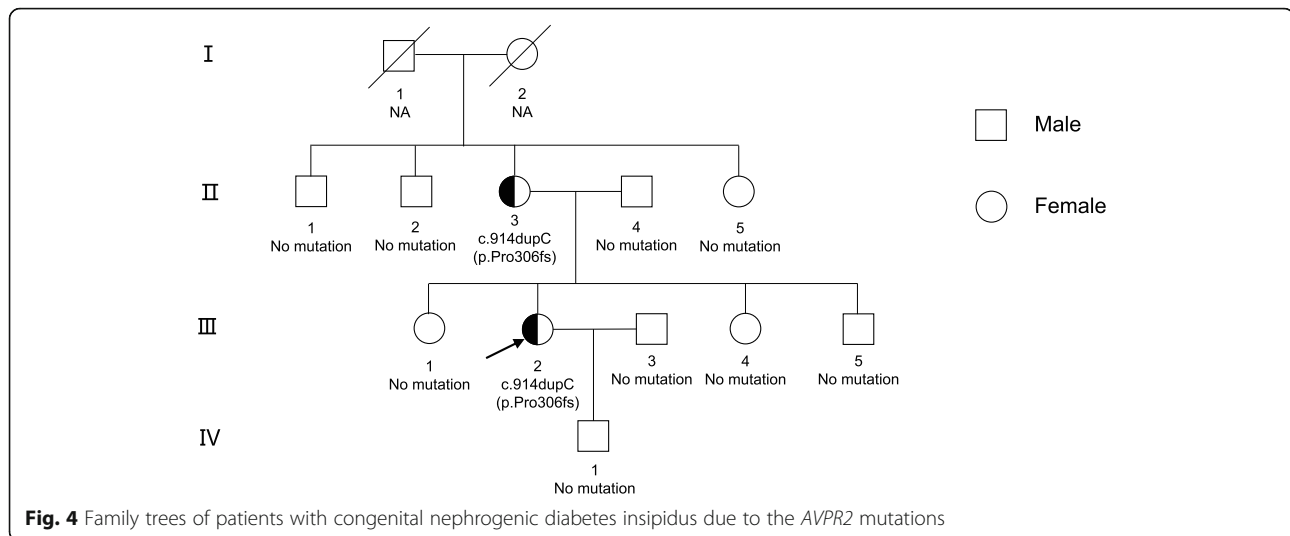 I
1
NA
2
NA
Male
II
1
No mutation
2
No mutation
3
c.914dupC
(p.Pro306fs)
4
No mutation
5
No mutation
Female
III
1
No mutation
2
c.914dupC
(p.Pro306fs)
3
No mutation
4
No mutation
5
No mutation
IV
1
No mutation
Fig. 4 Family trees of patients with congenital nephrogenic diabetes insipidus due to the AVPR2 mutations